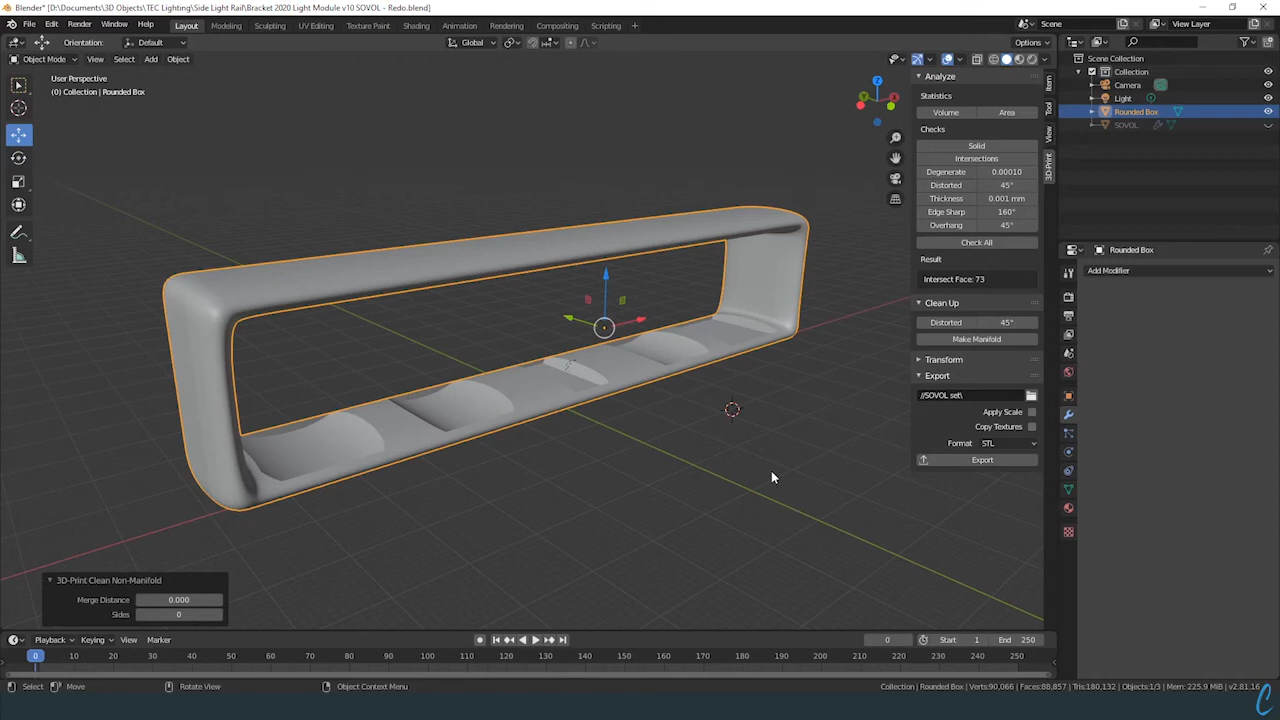 Blender* [D:\Documents\3D Objects\TEC Lighting\Side Light Rail\Bracket 2020 Light Module v10 SOVOL - Redo.blend]
File Edit Render Window Help Layout Modeling Sculpting UV Editing Texture Paint Shading Animation Rendering Compositing Scripting + Scene View Layer
Orientation: Default Global Options
Object Mode View Select Add Object
User Perspective
(0) Collection | Rounded Box
Z
Y
X
Analyze
Statistics
Volume Area
Checks
Solid
Intersections
Degenerate 0.00010
Distorted 45°
Thickness 0.001 mm
Edge Sharp 160°
Overhang 45°
Check All
Result
Intersect Face: 73
Clean Up
Distorted 45°
Make Manifold
Transform
Export
//SOVOL set\
Apply Scale
Copy Textures
Format STL
Export
Item
Tool
View
3D-Print
Scene Collection
Collection
Camera
Light
Rounded Box
SOVOL
Rounded Box
Add Modifier
3D-Print Clean Non-Manifold
Merge Distance 0.000
Sides 0
Playback Keying View Marker 0 Start 1 End 250
0 10 20 30 40 50 60 70 80 90 100 110 120 130 140 150 160 170 180 190 200 210 220 230 240 250
Select Move Rotate View Object Context Menu Collection | Rounded Box | Verts:90,066 | Faces:88,857 | Tris:180,132 | Objects:1/3 | Mem: 225.9 MiB | v2.81.16